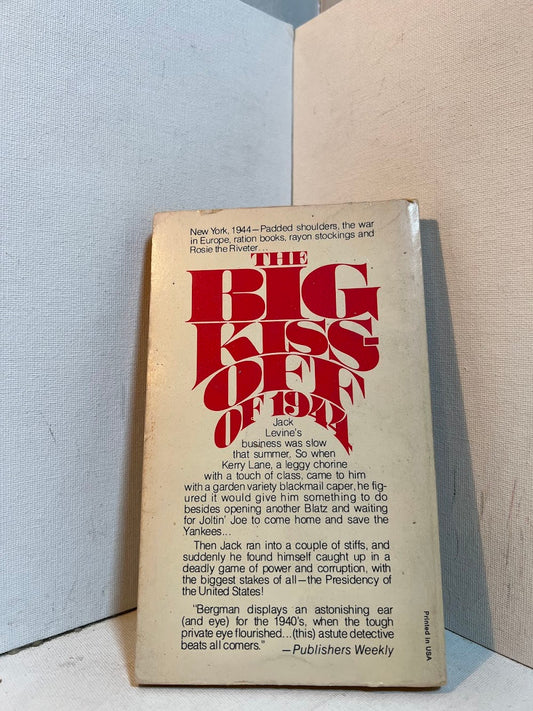 New York, 1944—Padded shoulders, the war
in Europe, ration books, rayon stockings and
Rosie the Riveter...
THE
BIG
KISS-
OFF
OF 1944
Jack
Levine's
business was slow
that summer. So when
Kerry Lane, a leggy chorine
with a touch of class, came to him
with a garden variety blackmail caper, he fig-
ured it would give him something to do
besides opening another Blatz and waiting
for Joltin' Joe to come home and save the
Yankees...
Then Jack ran into a couple of stiffs, and
suddenly he found himself caught up in a
deadly game of power and corruption, with
the biggest stakes of all—the Presidency of
the United States!
"Bergman displays an astonishing ear
(and eye) for the 1940's, when the tough
private eye flourished...(this) astute detective
beats all comers."
—Publishers Weekly
Printed in USA